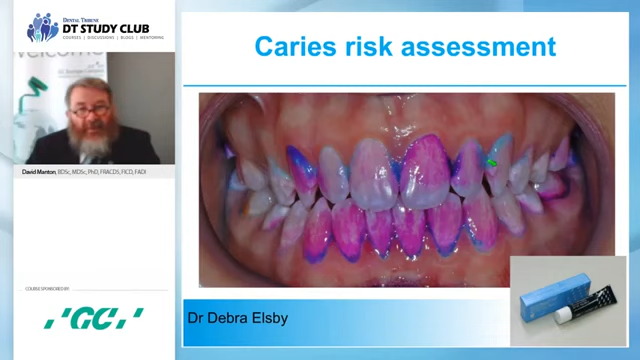 DENTAL TRIBUNE
DT STUDY CLUB
COURSES | DISCUSSIONS | BLOGS | MENTORING
welcome
David Manton, BDSc, MDSc, PhD, FRACDS, FICD, FADI
COURSE SPONSORED BY:
GC
Caries risk assessment
Dr Debra Elsby